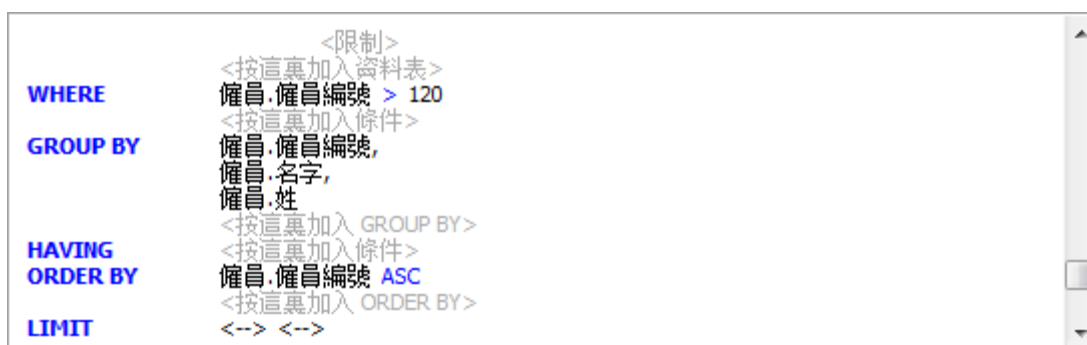 <限制>
<按這裏加入资料表>
WHERE 僱員.僱員編號 > 120
<按這裏加入條件>
GROUP BY 僱員.僱員編號,
僱員.名字,
僱員.姓
<按這裏加入 GROUP BY>
HAVING <按這裏加入條件>
ORDER BY 僱員.僱員編號 ASC
<按這裏加入 ORDER BY>
LIMIT <--> <-->